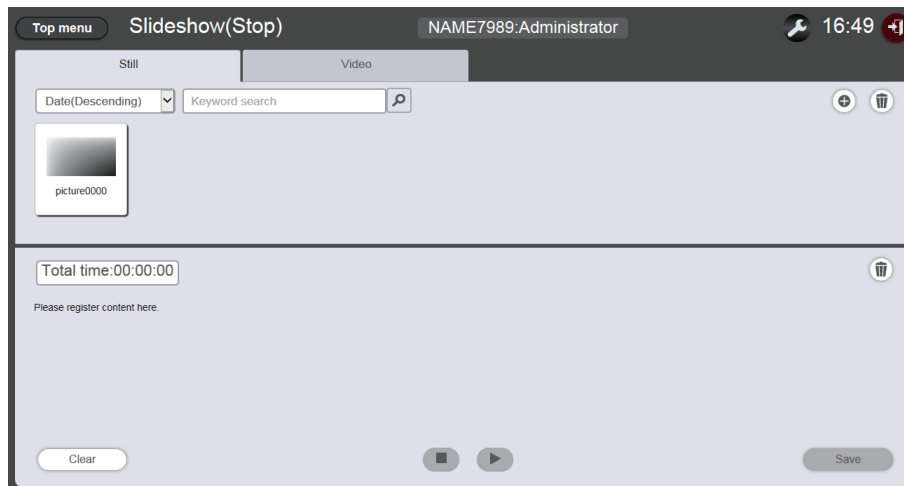 Top menu Slideshow(Stop) NAME7989:Administrator 16:49
Still Video
Date(Descending) Keyword search
picture0000
Total time:00:00:00
Please register content here.
Clear Save